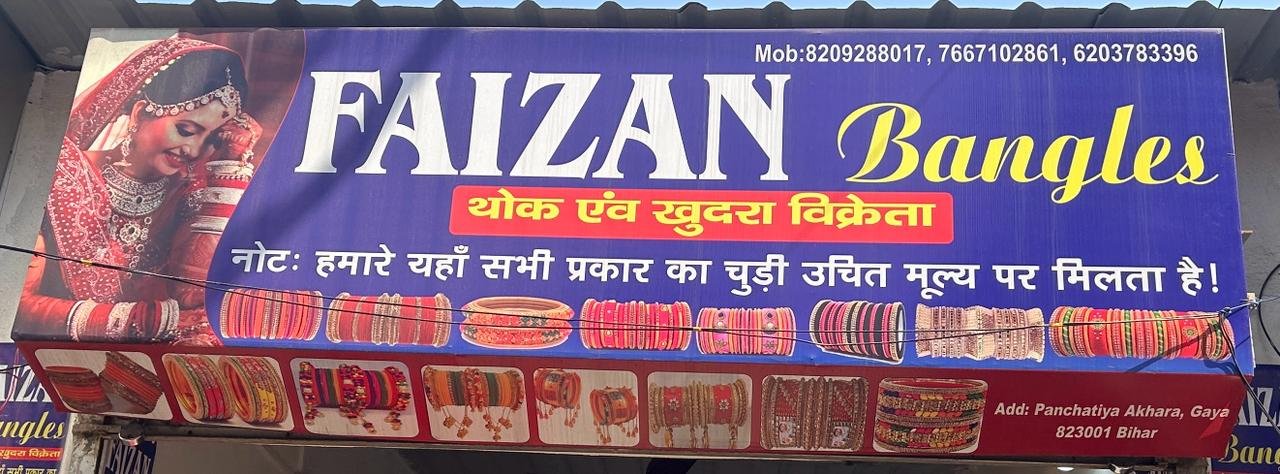 Mob:8209288017, 7667102861, 6203783396
FAIZAN Bangles
थोक एंव खुदरा विक्रेता
नोटः हमारे यहाँ सभी प्रकार का चुड़ी उचित मूल्य पर मिलता है!
Add: Panchatiya Akhara, Gaya
823001 Bihar